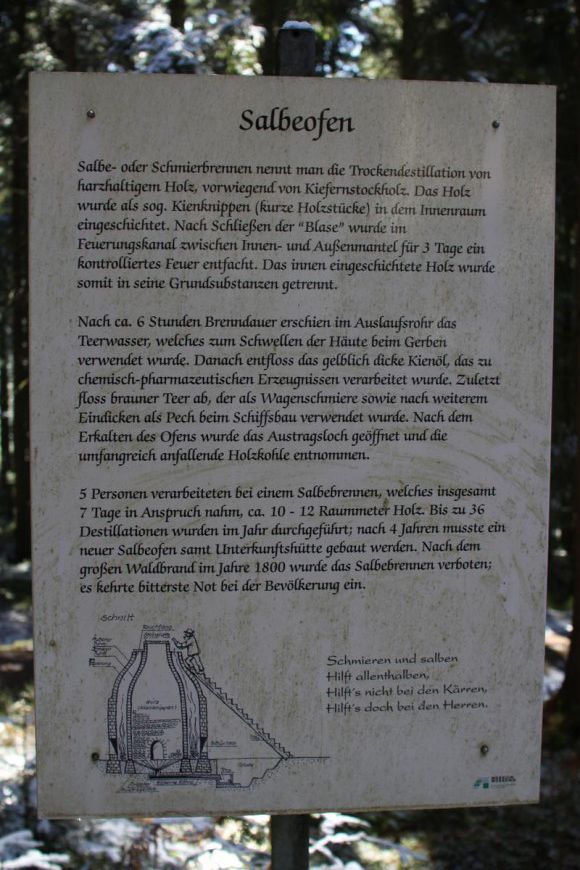 Salbeofen
Salbe- oder Schmierbrennen nennt man die Trockendestillation von
harzhaltigem Holz, vorwiegend von Kiefernstockholz. Das Holz
wurde als sog. Kienknippen (kurze Holzstücke) in dem Innenraum
eingeschichtet. Nach Schließen der "Blase" wurde im
Feuerungskanal zwischen Innen- und Außenmantel für 3 Tage ein
kontrolliertes Feuer entfacht. Das innen eingeschichtete Holz wurde
somit in seine Grundsubstanzen getrennt.
Nach ca. 6 Stunden Brenndauer erschien im Auslaufsrohr das
Teerwasser, welches zum Schwellen der Häute beim Gerben
verwendet wurde. Danach entfloss das gelblich dicke Kienöl, das zu
chemisch-pharmazeutischen Erzeugnissen verarbeitet wurde. Zuletzt
floss brauner Teer ab, der als Wagenschmiere sowie nach weiterem
Eindicken als Pech beim Schiffsbau verwendet wurde. Nach dem
Erkalten des Ofens wurde das Austragsloch geöffnet und die
umfangreich anfallende Holzkohle entnommen.
5 Personen verarbeiteten bei einem Salbebrennen, welches insgesamt
7 Tage in Anspruch nahm, ca. 10 - 12 Raummeter Holz. Bis zu 36
Destillationen wurden im Jahr durchgeführt; nach 4 Jahren musste ein
neuer Salbeofen samt Unterkunftshütte gebaut werden. Nach dem
großen Waldbrand im Jahre 1800 wurde das Salbebrennen verboten;
es kehrte bitterste Not bei der Bevölkerung ein.
Schnitt
Holz
Schmieren und salben
Hilft allenthalben,
Hilft's nicht bei den Kärren,
Hilft's doch bei den Herren.